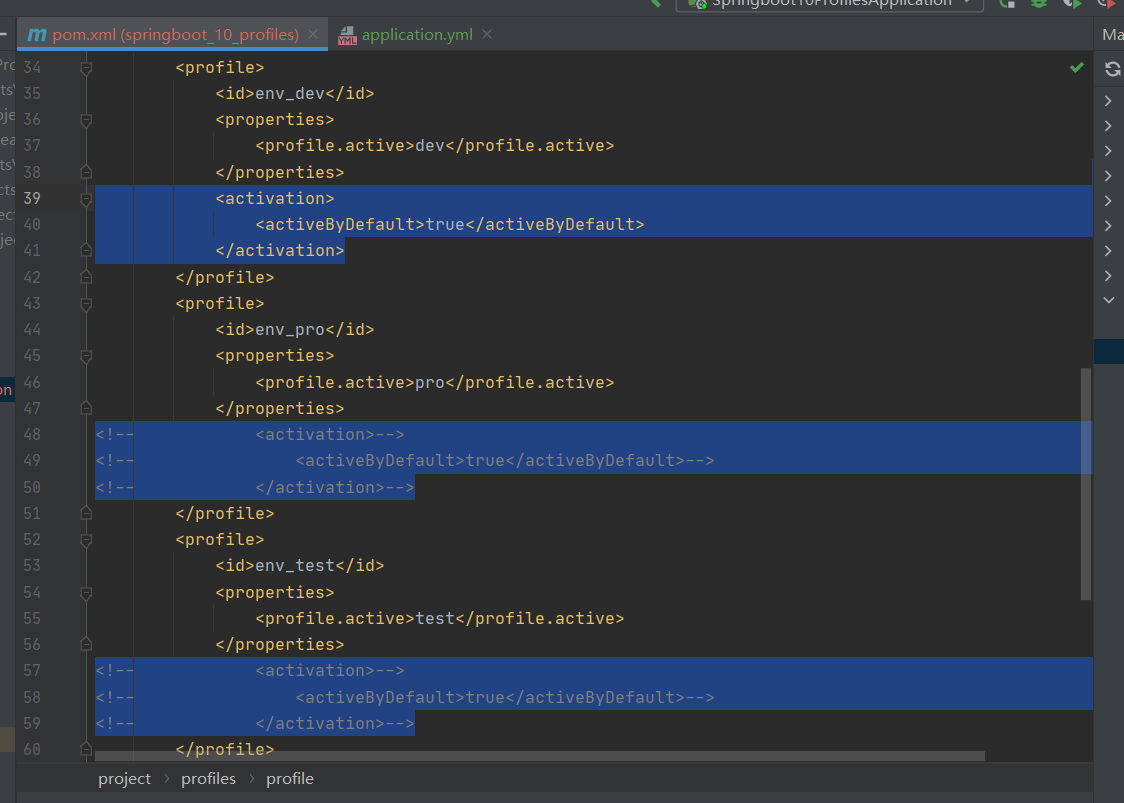 Springboot10ProfilesApplication
pom.xml (springboot_10_profiles)
application.yml
Ma
34 <profile>
35 <id>env_dev</id>
36 <properties>
37 <profile.active>dev</profile.active>
38 </properties>
39 <activation>
40 <activeByDefault>true</activeByDefault>
41 </activation>
42 </profile>
43 <profile>
44 <id>env_pro</id>
45 <properties>
46 <profile.active>pro</profile.active>
47 </properties>
48 <!-- <activation>-->
49 <!-- <activeByDefault>true</activeByDefault>-->
50 <!-- </activation>-->
51 </profile>
52 <profile>
53 <id>env_test</id>
54 <properties>
55 <profile.active>test</profile.active>
56 </properties>
57 <!-- <activation>-->
58 <!-- <activeByDefault>true</activeByDefault>-->
59 <!-- </activation>-->
60 </profile>
project > profiles > profile